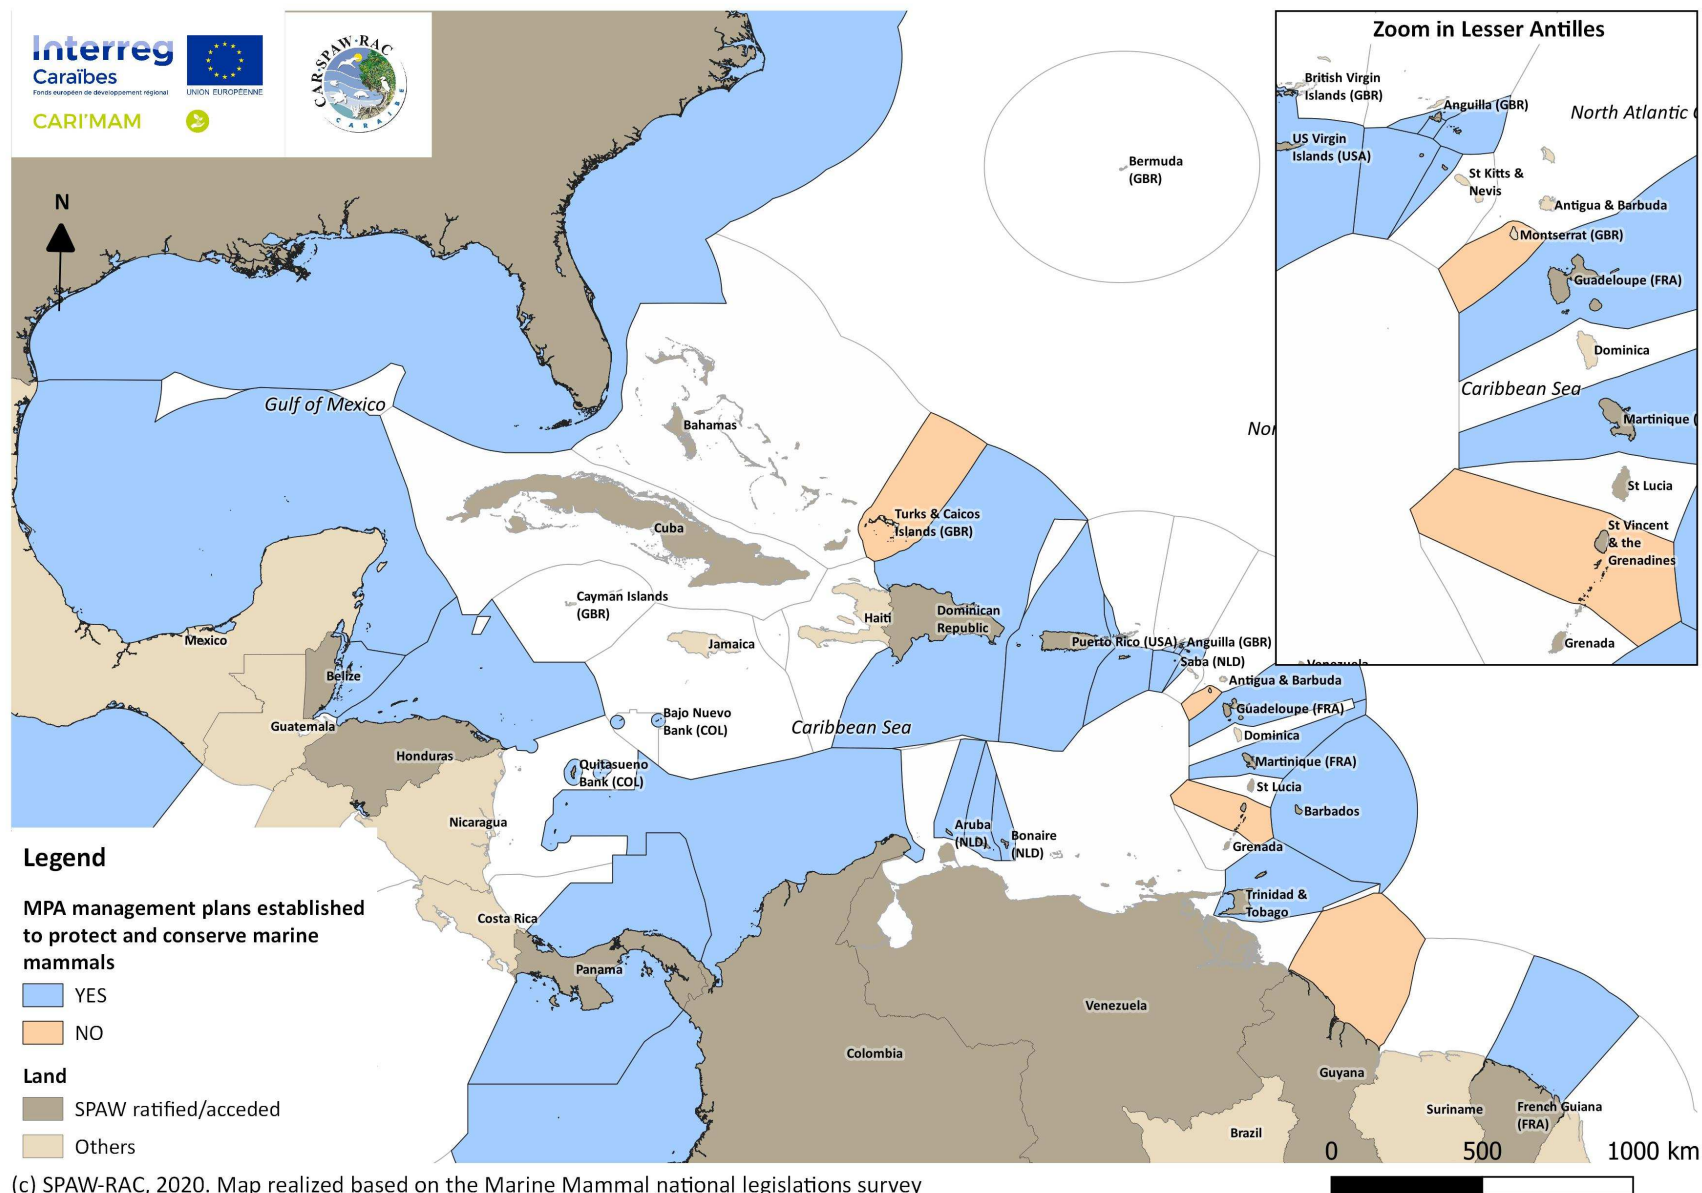 Interreg
Caraïbes
Fonds européen de développement régional
UNION EUROPÉENNE
CARI'MAM
CAR-SPAW-RAC
CARAIBE
N
Gulf of Mexico
Bermuda
(GBR)
Bahamas
Cuba
Turks & Caicos
Islands (GBR)
Cayman Islands
(GBR)
Jamaica
Haiti
Dominican
Republic
Puerto Rico (USA)
Anguilla (GBR)
Saba (NLD)
Antigua & Barbuda
Guadeloupe (FRA)
Dominica
Martinique (FRA)
St Lucia
Barbados
Grenada
Trinidad &
Tobago
Venezuela
Mexico
Belize
Guatemala
Honduras
Bajo Nuevo
Bank (COL)
Caribbean Sea
Quitasueno
Bank (COL)
Nicaragua
Aruba
(NLD)
Bonaire
(NLD)
Costa Rica
Panama
Colombia
Venezuela
Guyana
Suriname
French Guiana
(FRA)
Brazil
Nor
Zoom in Lesser Antilles
British Virgin
Islands (GBR)
Anguilla (GBR)
North Atlantic
US Virgin
Islands (USA)
St Kitts &
Nevis
Antigua & Barbuda
Montserrat (GBR)
Guadeloupe (FRA)
Dominica
Caribbean Sea
Martinique (
St Lucia
St Vincent
& the
Grenadines
Grenada
Legend
MPA management plans established
to protect and conserve marine
mammals
YES
NO
Land
SPAW ratified/acceded
Others
0 500 1000 km
(c) SPAW-RAC, 2020. Map realized based on the Marine Mammal national legislations survey